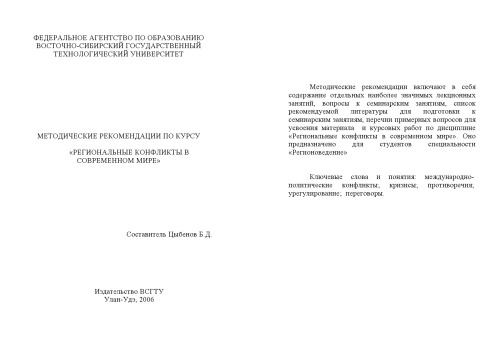 ФЕДЕРАЛЬНОЕ АГЕНТСТВО ПО ОБРАЗОВАНИЮ
ВОСТОЧНО-СИБИРСКИЙ ГОСУДАРСТВЕННЫЙ
ТЕХНОЛОГИЧЕСКИЙ УНИВЕРСИТЕТ
МЕТОДИЧЕСКИЕ РЕКОМЕНДАЦИИ ПО КУРСУ
«РЕГИОНАЛЬНЫЕ КОНФЛИКТЫ В
СОВРЕМЕННОМ МИРЕ»
Составитель Цыбенов Б.Д.
Издательство ВСГТУ
Улан-Удэ, 2006
Методические рекомендации включают в себя
содержание отдельных наиболее значимых лекционных
занятий, вопросы к семинарским занятиям, список
рекомендуемой литературы для подготовки к
семинарским занятиям, перечни примерных вопросов для
усвоения материала и курсовых работ по дисциплине
«Региональные конфликты в современном мире». Оно
предназначено для студентов специальности
«Регионоведение»
Ключевые слова и понятия: международно-
политические конфликты, кризисы, противоречия,
урегулирование, переговоры.